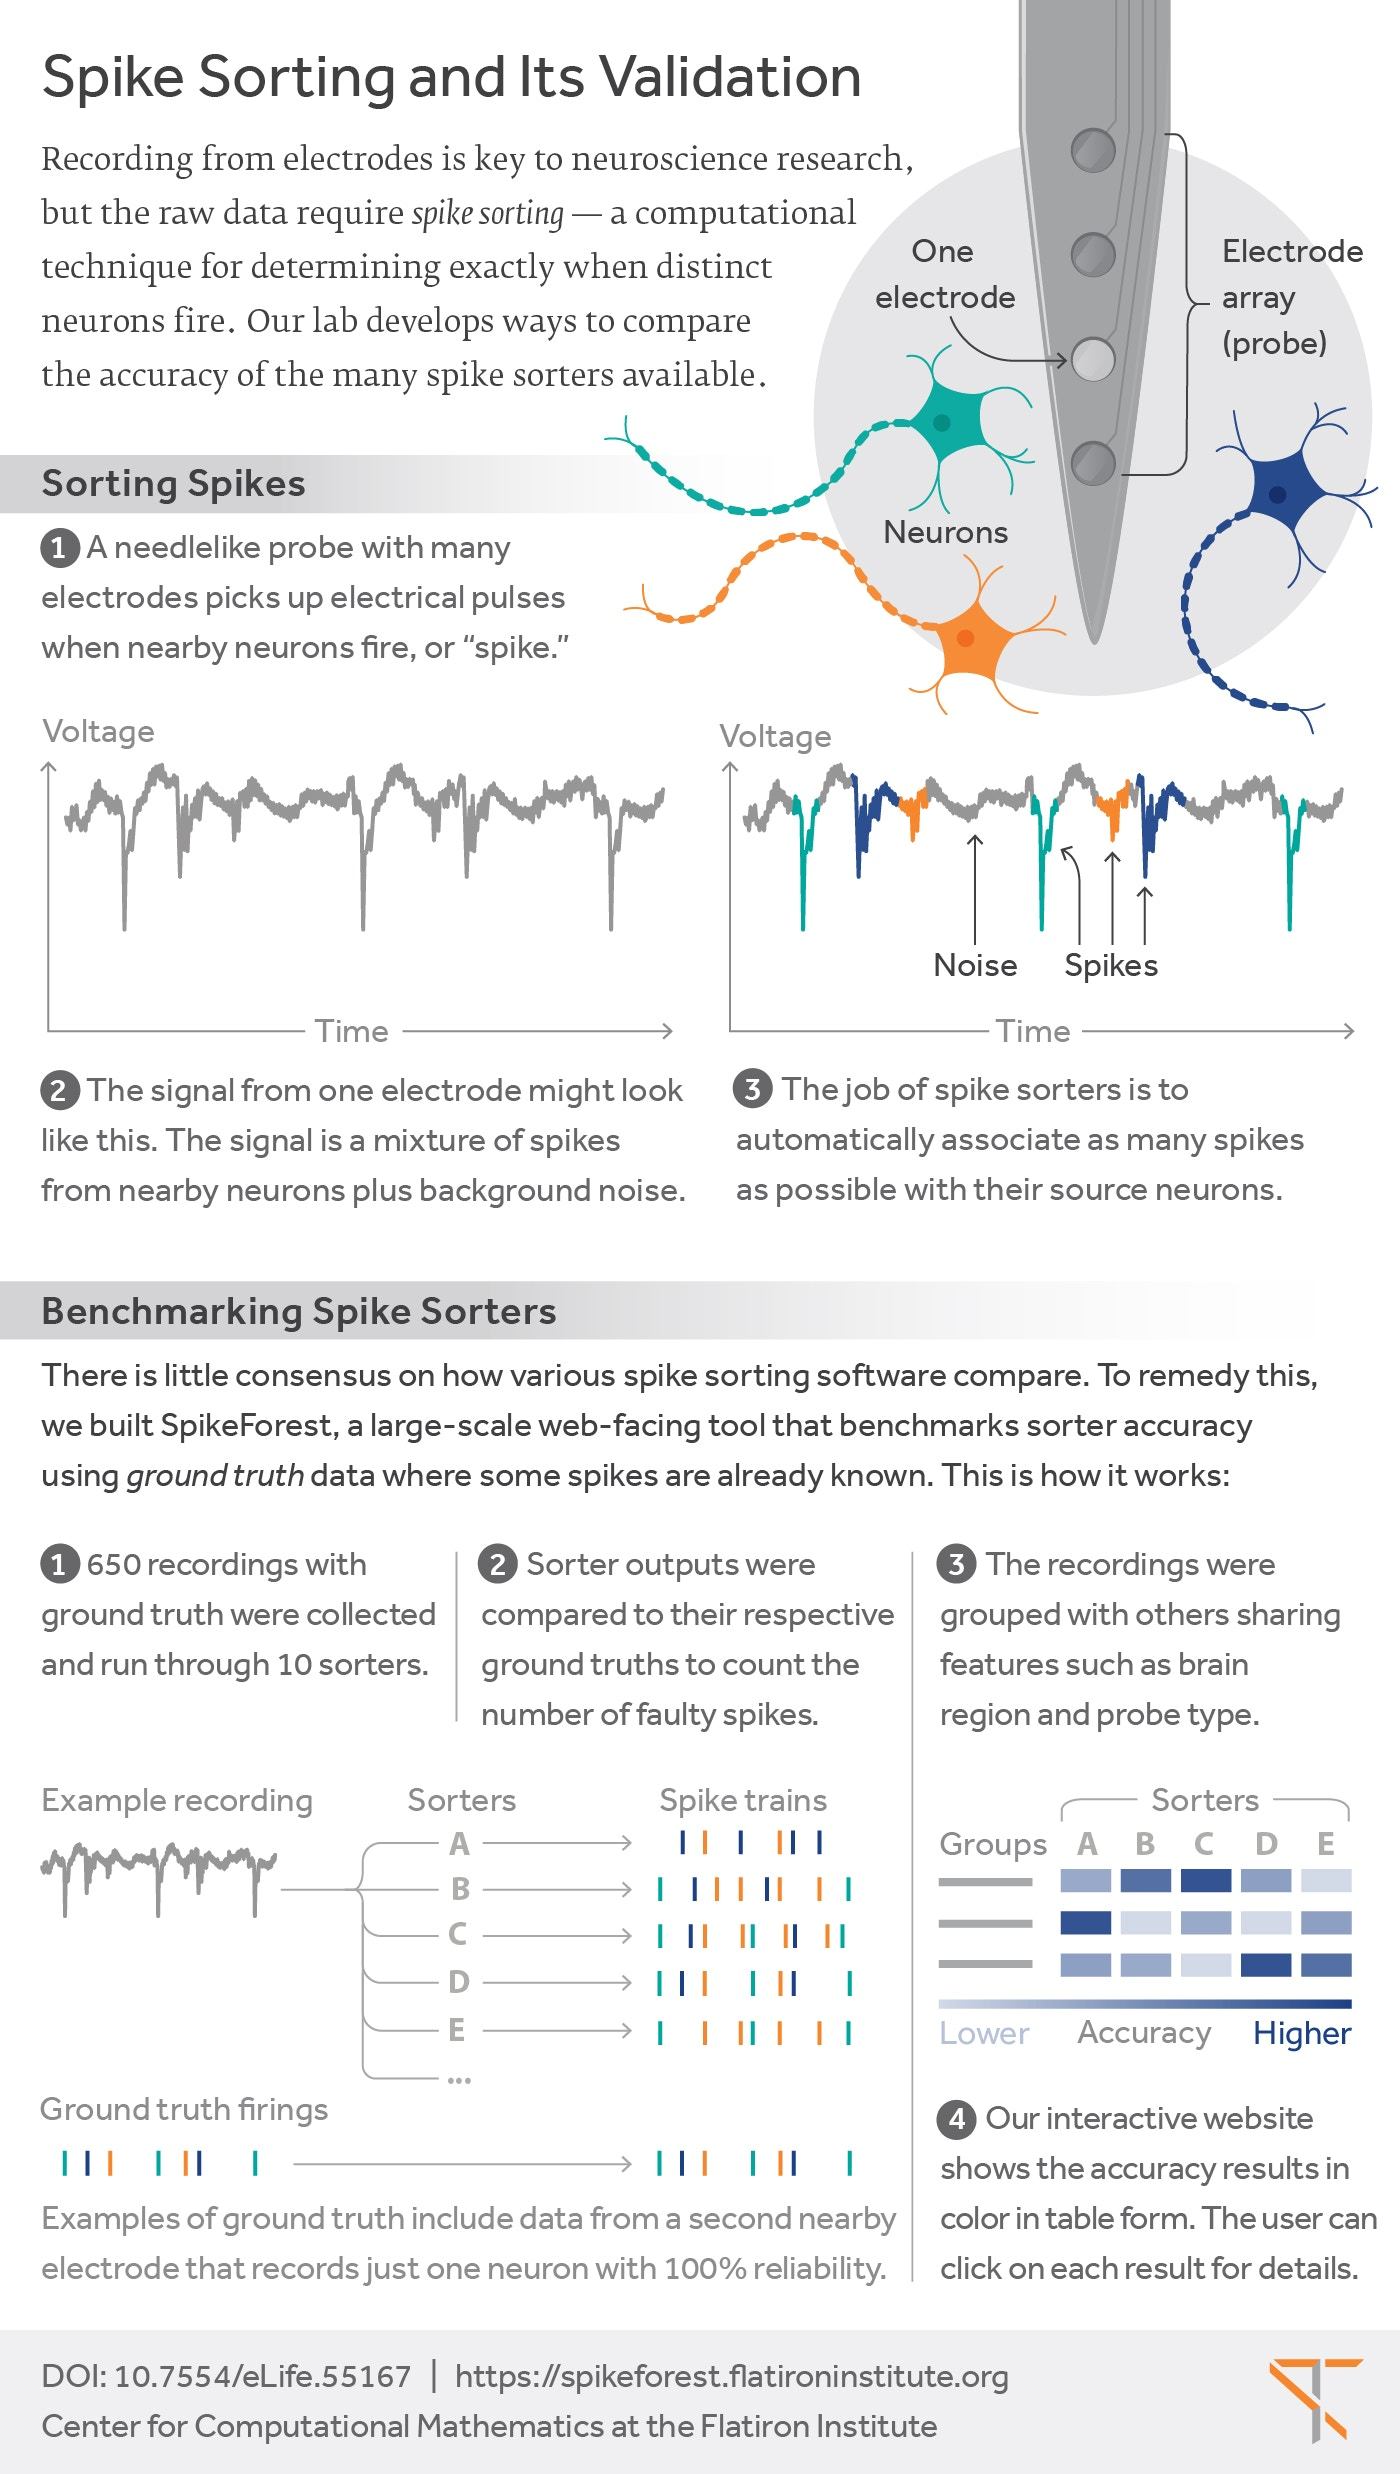 Spike Sorting and Its Validation
Recording from electrodes is key to neuroscience research,
but the raw data require spike sorting — a computational
technique for determining exactly when distinct
neurons fire. Our lab develops ways to compare
the accuracy of the many spike sorters available.
One
electrode
Electrode
array
(probe)
Neurons
Sorting Spikes
1 A needlelike probe with many
electrodes picks up electrical pulses
when nearby neurons fire, or “spike.”
Voltage
Time
Voltage
Noise
Spikes
Time
2 The signal from one electrode might look
like this. The signal is a mixture of spikes
from nearby neurons plus background noise.
3 The job of spike sorters is to
automatically associate as many spikes
as possible with their source neurons.
Benchmarking Spike Sorters
There is little consensus on how various spike sorting software compare. To remedy this,
we built SpikeForest, a large-scale web-facing tool that benchmarks sorter accuracy
using ground truth data where some spikes are already known. This is how it works:
1 650 recordings with
ground truth were collected
and run through 10 sorters.
2 Sorter outputs were
compared to their respective
ground truths to count the
number of faulty spikes.
3 The recordings were
grouped with others sharing
features such as brain
region and probe type.
Example recording
Sorters
Spike trains
A
B
C
D
E
...
Ground truth firings
Examples of ground truth include data from a second nearby
electrode that records just one neuron with 100% reliability.
Sorters
Groups A B C D E
Lower Accuracy Higher
4 Our interactive website
shows the accuracy results in
color in table form. The user can
click on each result for details.
DOI: 10.7554/eLife.55167 | https://spikeforest.flatironinstitute.org
Center for Computational Mathematics at the Flatiron Institute